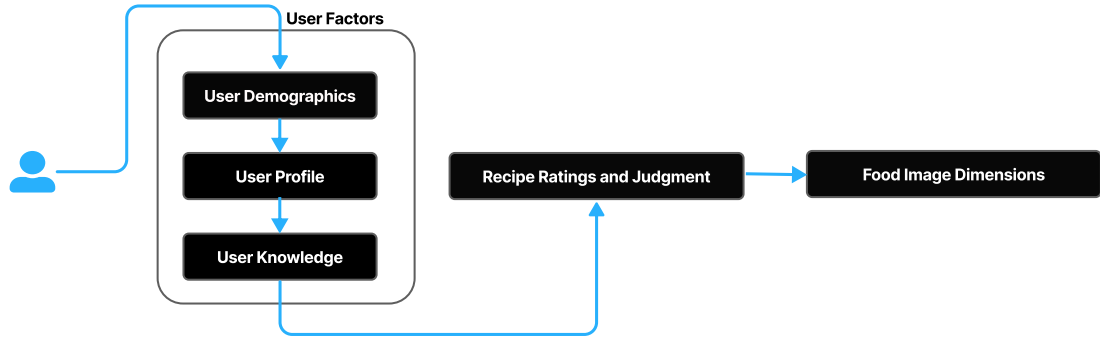 User Factors
User Demographics
User Profile
User Knowledge
Recipe Ratings and Judgment
Food Image Dimensions